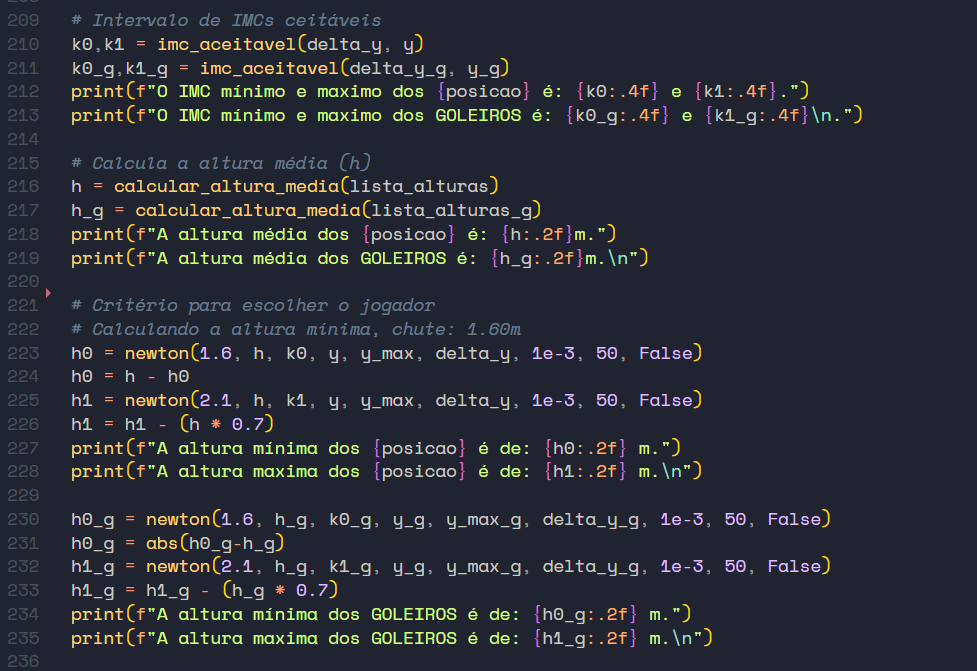 209 # Intervalo de IMCs ceitáveis
210 k0,k1 = imc_aceitavel(delta_y, y)
211 k0_g,k1_g = imc_aceitavel(delta_y_g, y_g)
212 print(f"O IMC mínimo e maximo dos {posicao} é: {k0:.4f} e {k1:.4f}.")
213 print(f"O IMC mínimo e maximo dos GOLEIROS é: {k0_g:.4f} e {k1_g:.4f}\n.")
214
215 # Calcula a altura média (h)
216 h = calcular_altura_media(lista_alturas)
217 h_g = calcular_altura_media(lista_alturas_g)
218 print(f"A altura média dos {posicao} é: {h:.2f}m.")
219 print(f"A altura média dos GOLEIROS é: {h_g:.2f}m.\n")
220
221 # Critério para escolher o jogador
222 # Calculando a altura mínima, chute: 1.60m
223 h0 = newton(1.6, h, k0, y, y_max, delta_y, 1e-3, 50, False)
224 h0 = h - h0
225 h1 = newton(2.1, h, k1, y, y_max, delta_y, 1e-3, 50, False)
226 h1 = h1 - (h * 0.7)
227 print(f"A altura mínima dos {posicao} é de: {h0:.2f} m.")
228 print(f"A altura maxima dos {posicao} é de: {h1:.2f} m.\n")
229
230 h0_g = newton(1.6, h_g, k0_g, y_g, y_max_g, delta_y_g, 1e-3, 50, False)
231 h0_g = abs(h0_g-h_g)
232 h1_g = newton(2.1, h_g, k1_g, y_g, y_max_g, delta_y_g, 1e-3, 50, False)
233 h1_g = h1_g - (h_g * 0.7)
234 print(f"A altura mínima dos GOLEIROS é de: {h0_g:.2f} m.")
235 print(f"A altura maxima dos GOLEIROS é de: {h1_g:.2f} m.\n")
236